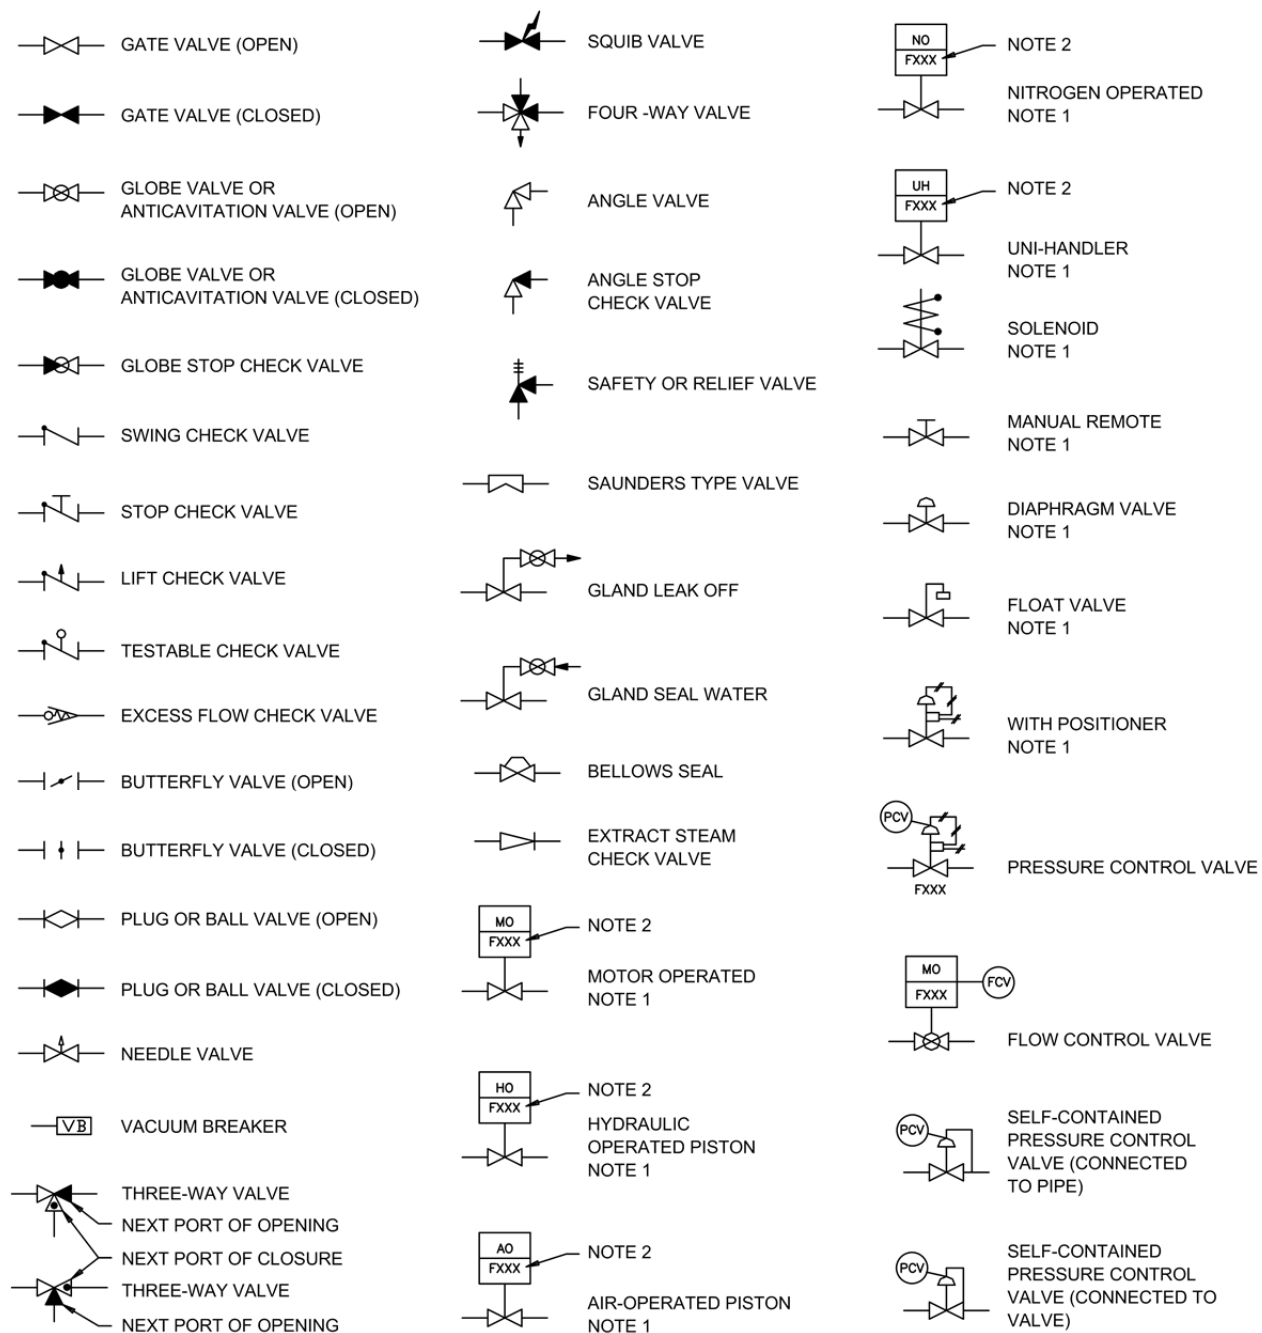 GATE VALVE (OPEN)
GATE VALVE (CLOSED)
GLOBE VALVE OR
ANTICAVITATION VALVE (OPEN)
GLOBE VALVE OR
ANTICAVITATION VALVE (CLOSED)
GLOBE STOP CHECK VALVE
SWING CHECK VALVE
STOP CHECK VALVE
LIFT CHECK VALVE
TESTABLE CHECK VALVE
EXCESS FLOW CHECK VALVE
BUTTERFLY VALVE (OPEN)
BUTTERFLY VALVE (CLOSED)
PLUG OR BALL VALVE (OPEN)
PLUG OR BALL VALVE (CLOSED)
NEEDLE VALVE
VB
VACUUM BREAKER
THREE-WAY VALVE
NEXT PORT OF OPENING
NEXT PORT OF CLOSURE
THREE-WAY VALVE
NEXT PORT OF OPENING
SQUIB VALVE
FOUR -WAY VALVE
ANGLE VALVE
ANGLE STOP
CHECK VALVE
SAFETY OR RELIEF VALVE
SAUNDERS TYPE VALVE
GLAND LEAK OFF
GLAND SEAL WATER
BELLOWS SEAL
EXTRACT STEAM
CHECK VALVE
MO
FXXX
NOTE 2
MOTOR OPERATED
NOTE 1
HO
FXXX
NOTE 2
HYDRAULIC
OPERATED PISTON
NOTE 1
AO
FXXX
NOTE 2
AIR-OPERATED PISTON
NOTE 1
NO
FXXX
NOTE 2
NITROGEN OPERATED
NOTE 1
UH
FXXX
NOTE 2
UNI-HANDLER
NOTE 1
SOLENOID
NOTE 1
MANUAL REMOTE
NOTE 1
DIAPHRAGM VALVE
NOTE 1
FLOAT VALVE
NOTE 1
WITH POSITIONER
NOTE 1
PCV
FXXX
PRESSURE CONTROL VALVE
MO
FXXX
FCV
FLOW CONTROL VALVE
PCV
SELF-CONTAINED
PRESSURE CONTROL
VALVE (CONNECTED
TO PIPE)
PCV
SELF-CONTAINED
PRESSURE CONTROL
VALVE (CONNECTED TO
VALVE)